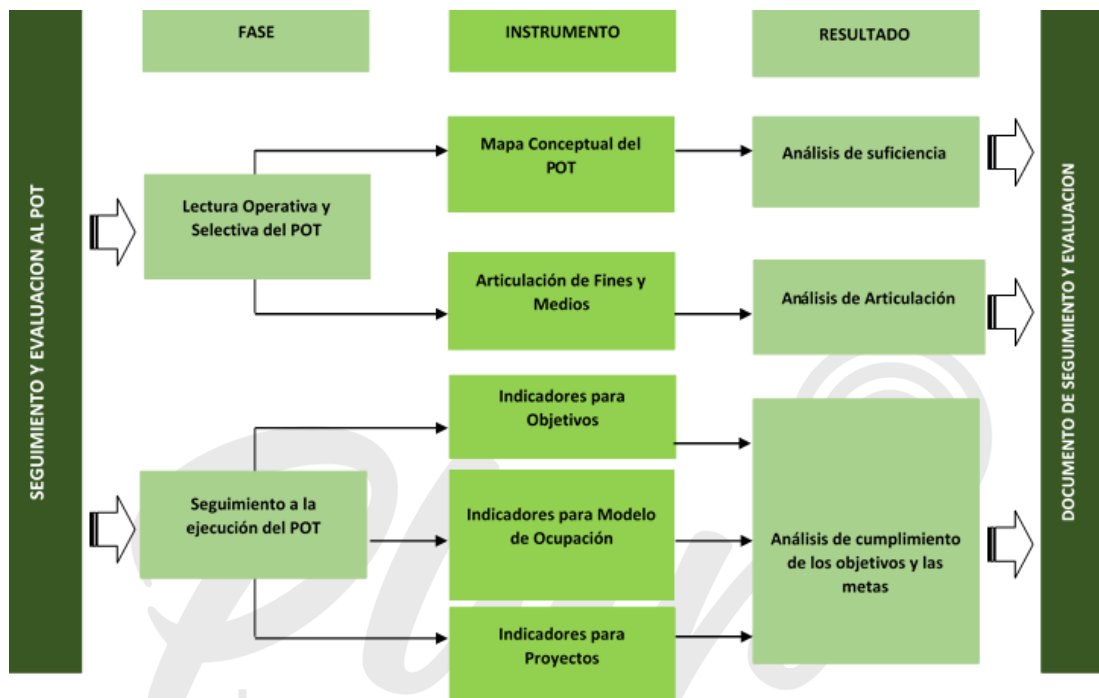 SEGUIMIENTO Y EVALUACION AL POT
FASE
INSTRUMENTO
RESULTADO
Lectura Operativa y
Selectiva del POT
Mapa Conceptual del
POT
Análisis de suficiencia
Articulación de Fines y
Medios
Análisis de Articulación
Seguimiento a la
ejecución del POT
Indicadores para
Objetivos
Indicadores para Modelo
de Ocupación
Indicadores para
Proyectos
Análisis de cumplimiento
de los objetivos y las
metas
DOCUMENTO DE SEGUIMIENTO Y EVALUACION